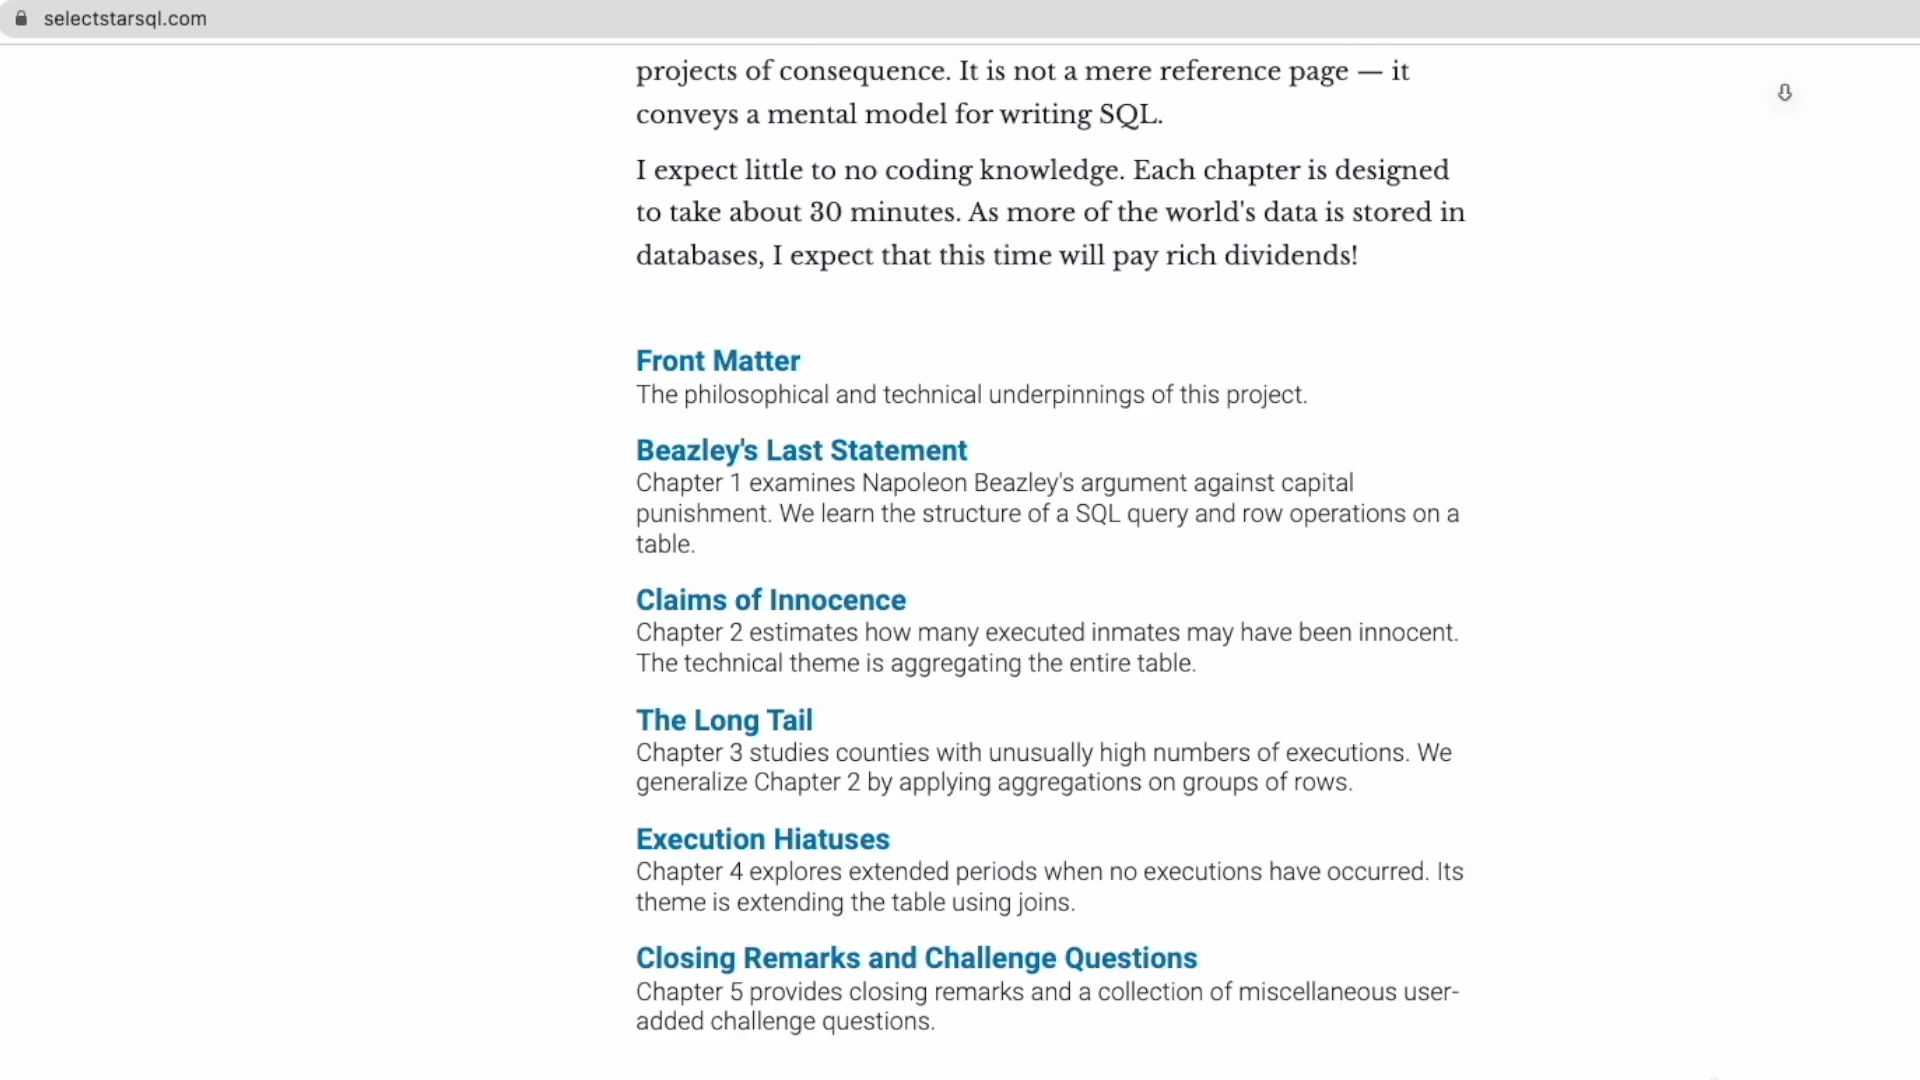 selectstarsql.com
projects of consequence. It is not a mere reference page — it
conveys a mental model for writing SQL.
I expect little to no coding knowledge. Each chapter is designed
to take about 30 minutes. As more of the world's data is stored in
databases, I expect that this time will pay rich dividends!
Front Matter
The philosophical and technical underpinnings of this project.
Beazley's Last Statement
Chapter 1 examines Napoleon Beazley's argument against capital
punishment. We learn the structure of a SQL query and row operations on a
table.
Claims of Innocence
Chapter 2 estimates how many executed inmates may have been innocent.
The technical theme is aggregating the entire table.
The Long Tail
Chapter 3 studies counties with unusually high numbers of executions. We
generalize Chapter 2 by applying aggregations on groups of rows.
Execution Hiatuses
Chapter 4 explores extended periods when no executions have occurred. Its
theme is extending the table using joins.
Closing Remarks and Challenge Questions
Chapter 5 provides closing remarks and a collection of miscellaneous user-
added challenge questions.